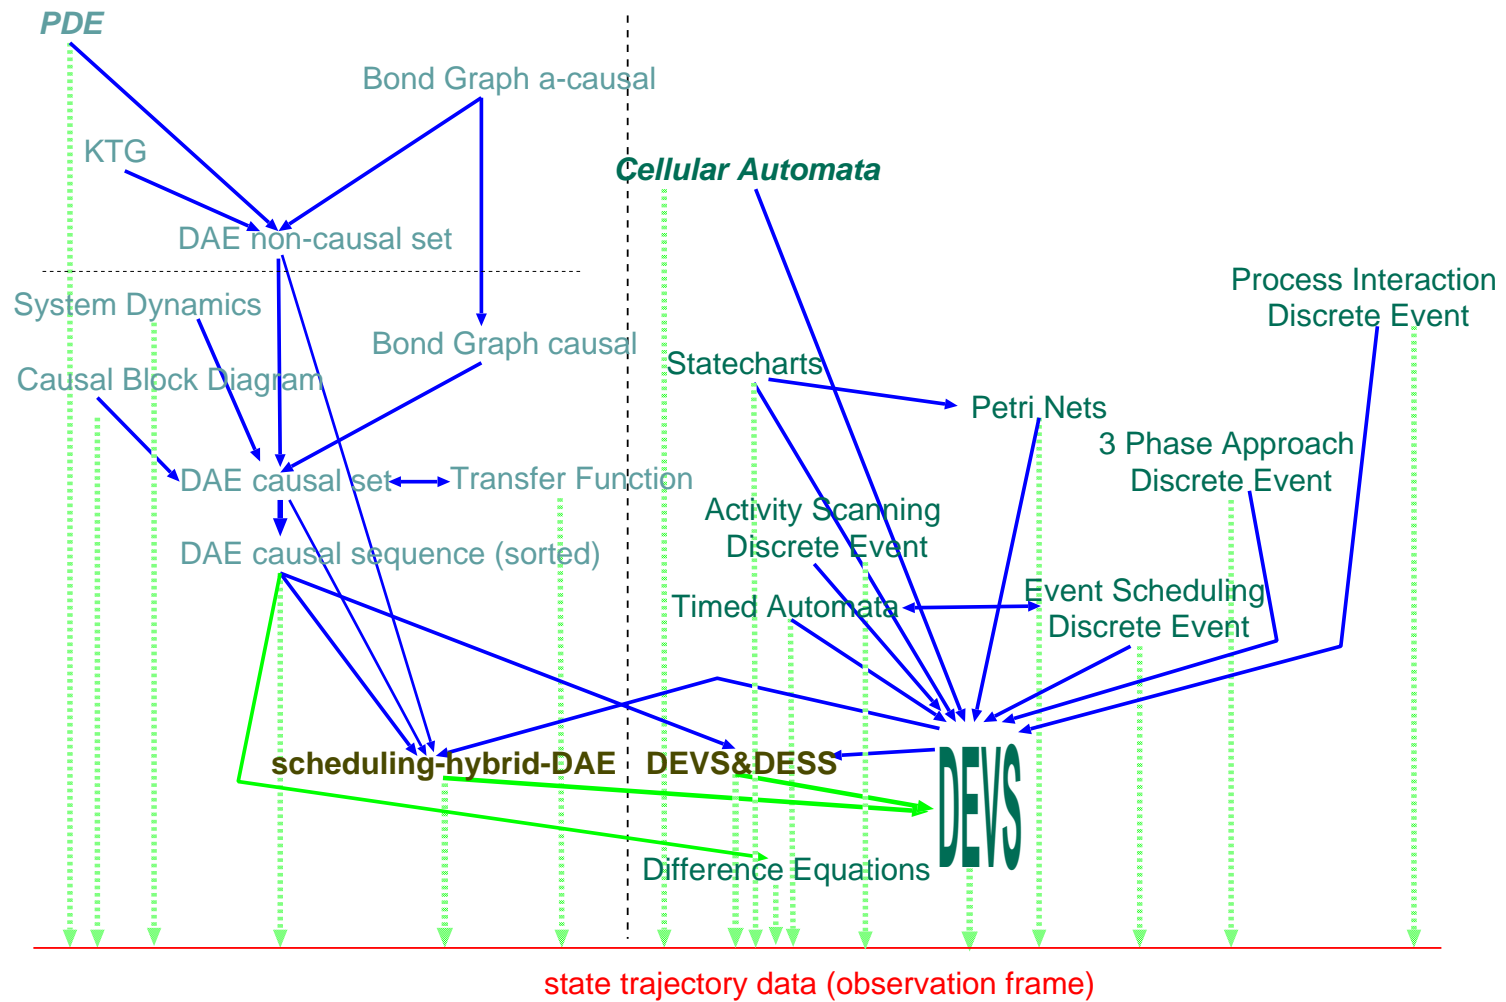 PDE
Bond Graph a-causal
KTG
Cellular Automata
DAE non-causal set
Process Interaction
Discrete Event
System Dynamics
Bond Graph causal
Statecharts
Causal Block Diagram
Petri Nets
3 Phase Approach
Discrete Event
DAE causal set
Transfer Function
Activity Scanning
Discrete Event
DAE causal sequence (sorted)
Timed Automata
Event Scheduling
Discrete Event
scheduling-hybrid-DAE
DEVS&DESS
DEVS
Difference Equations
state trajectory data (observation frame)